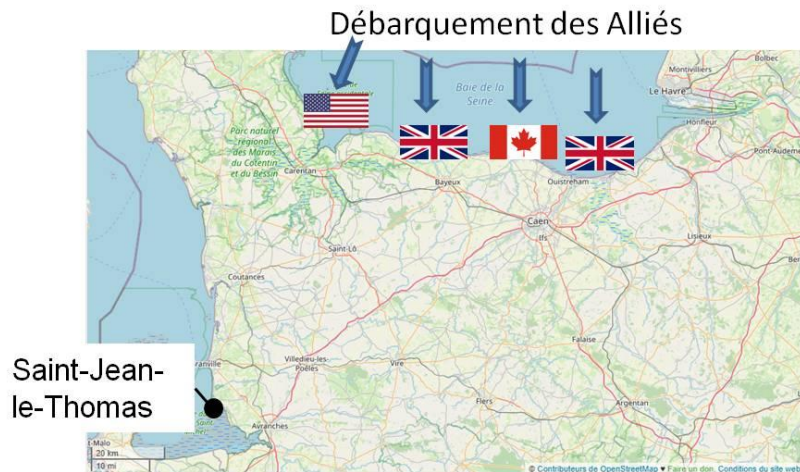 Débarquement des Alliés
Montivilliers
Bolbec
Le Havre
Baie de la
Seine
Honfleur
Pont-Audemer
Parc naturel
régional
des Marais
du Cotentin
et du Bessin
Carentan
Bayeux
Ouistreham
Caen
Ifs
Lisieux
Saint-Lô
Coutances
Falaise
Saint-Jean-
le-Thomas
ranville
Villedieu-les-
Poêles
Vire
Flers
Argentan
Avranches
t-Malo
20 km
10 mi
© Contributeurs de OpenStreetMap ♥ Faire un don. Conditions du site web